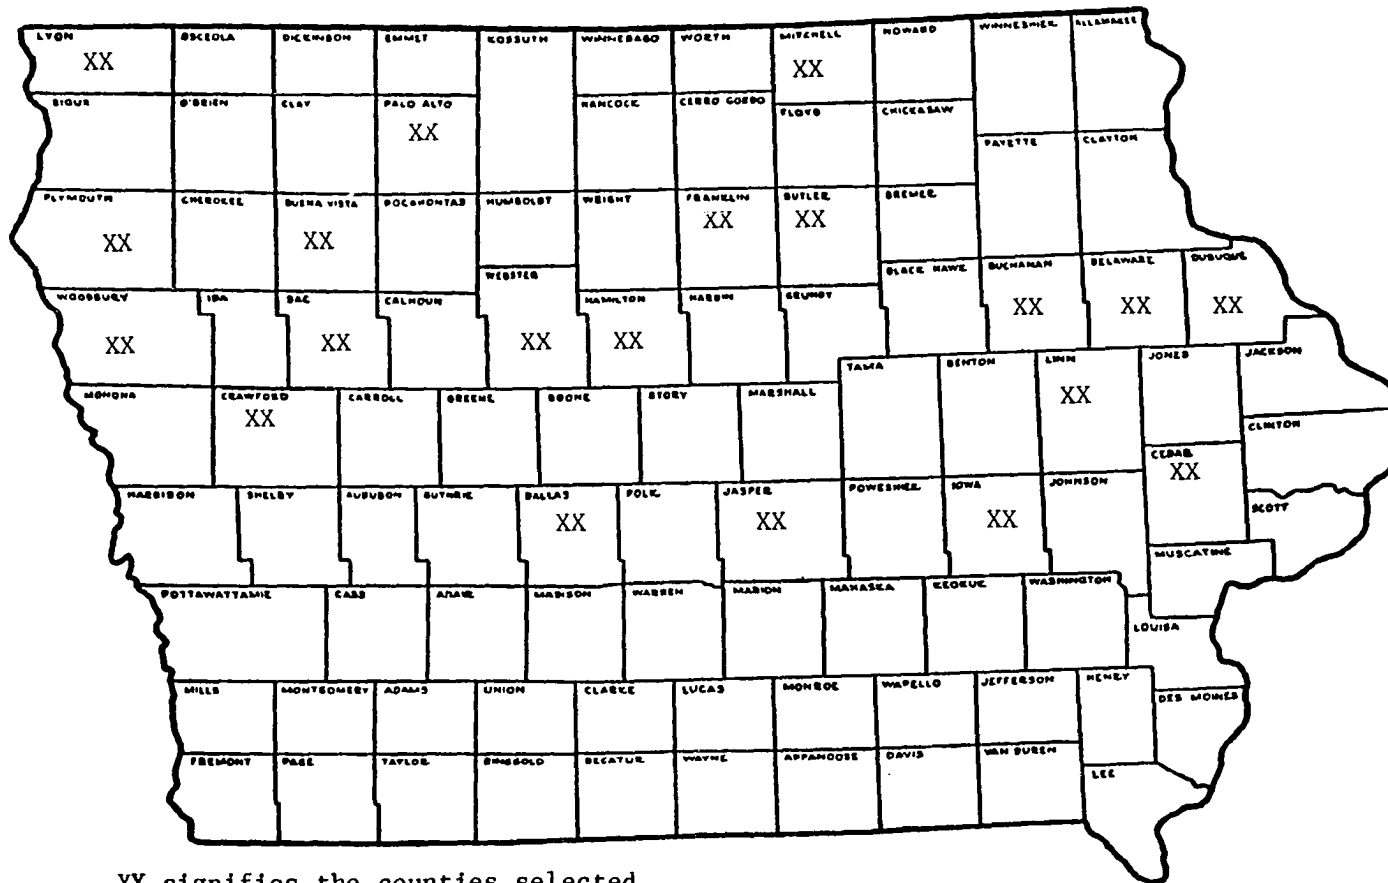 LYON OSCEOLA DICKINSON EMMET KOSSUTH WINNEBAGO WORTH MITCHELL HOWARD WINNESHIEK ALLAMAKEE
XX XX
SIOUX O'BRIEN CLAY PALO ALTO HANCOCK CERRO GORDO FLOYD CHICKASAW
XX
FAYETTE CLAYTON
PLYMOUTH CHEROKEE BUENA VISTA POCAHONTAS HUMBOLDT WRIGHT FRANKLIN BUTLER BREMER
XX XX XX XX
WEBSTER BLACK HAWK BUCHANAN DELAWARE DUBUQUE
WOODBURY IDA SAC CALHOUN HAMILTON HARDIN GRUNDY
XX XX XX
XX XX XX XX
TAMA BENTON LINN JONES JACKSON
MONONA CRAWFORD CARROLL GREENE BOONE STORY MARSHALL
XX XX
CLINTON
CEDAR
XX
HARRISON SHELBY AUDUBON GUTHRIE DALLAS POLK JASPER POWESHIEK IOWA JOHNSON
SCOTT
XX XX XX
MUSCATINE
POTTAWATTAMIE CASS ADAIR MADISON WARREN MARION MAHASKA KEOKUK WASHINGTON
LOUISA
MILLS MONTGOMERY ADAMS UNION CLARKE LUCAS MONROE WAPELLO JEFFERSON HENRY
DES MOINES
FREMONT PAGE TAYLOR RINGGOLD DECATUR WAYNE APPANOOSE DAVIS VAN BUREN
LEE
XX signifies the counties selected